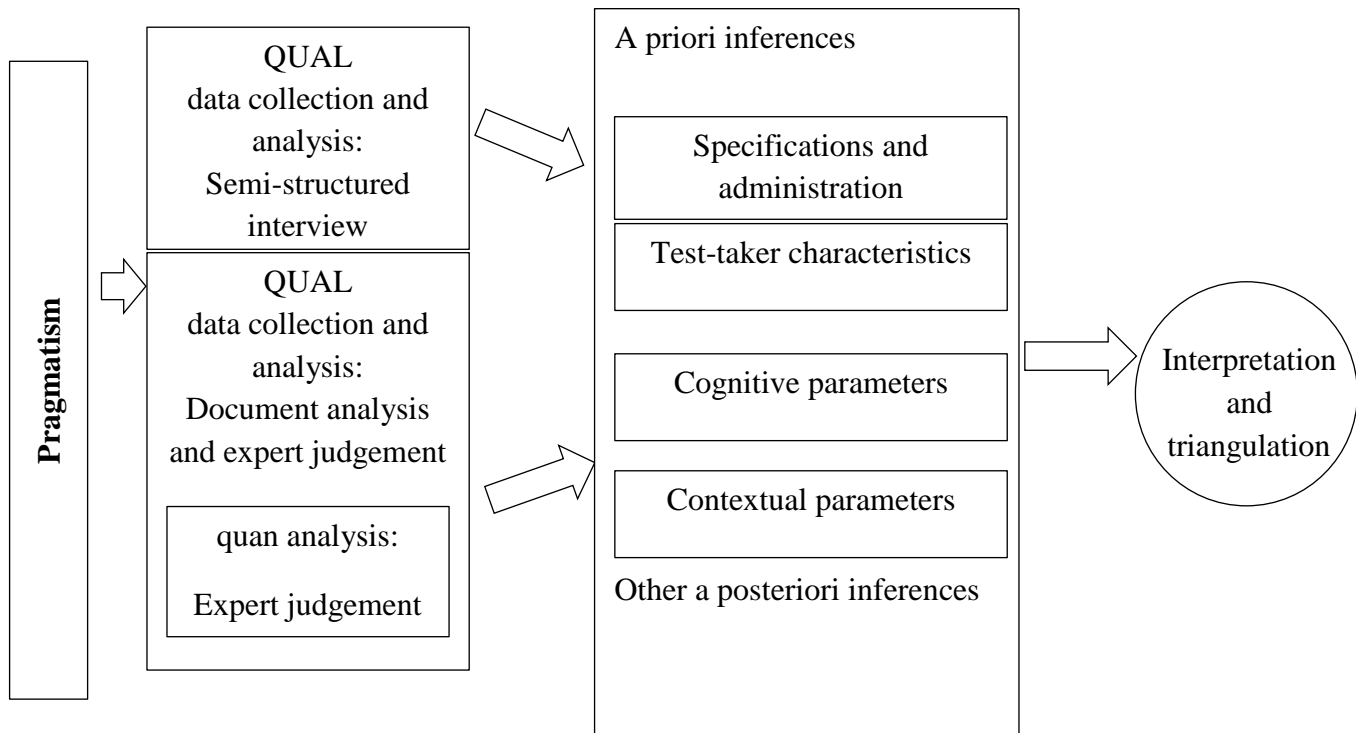 Pragmatism
QUAL
data collection and
analysis:
Semi-structured
interview
QUAL
data collection and
analysis:
Document analysis
and expert judgement
quan analysis:
Expert judgement
A priori inferences
Specifications and
administration
Test-taker characteristics
Cognitive parameters
Contextual parameters
Other a posteriori inferences
Interpretation
and
triangulation